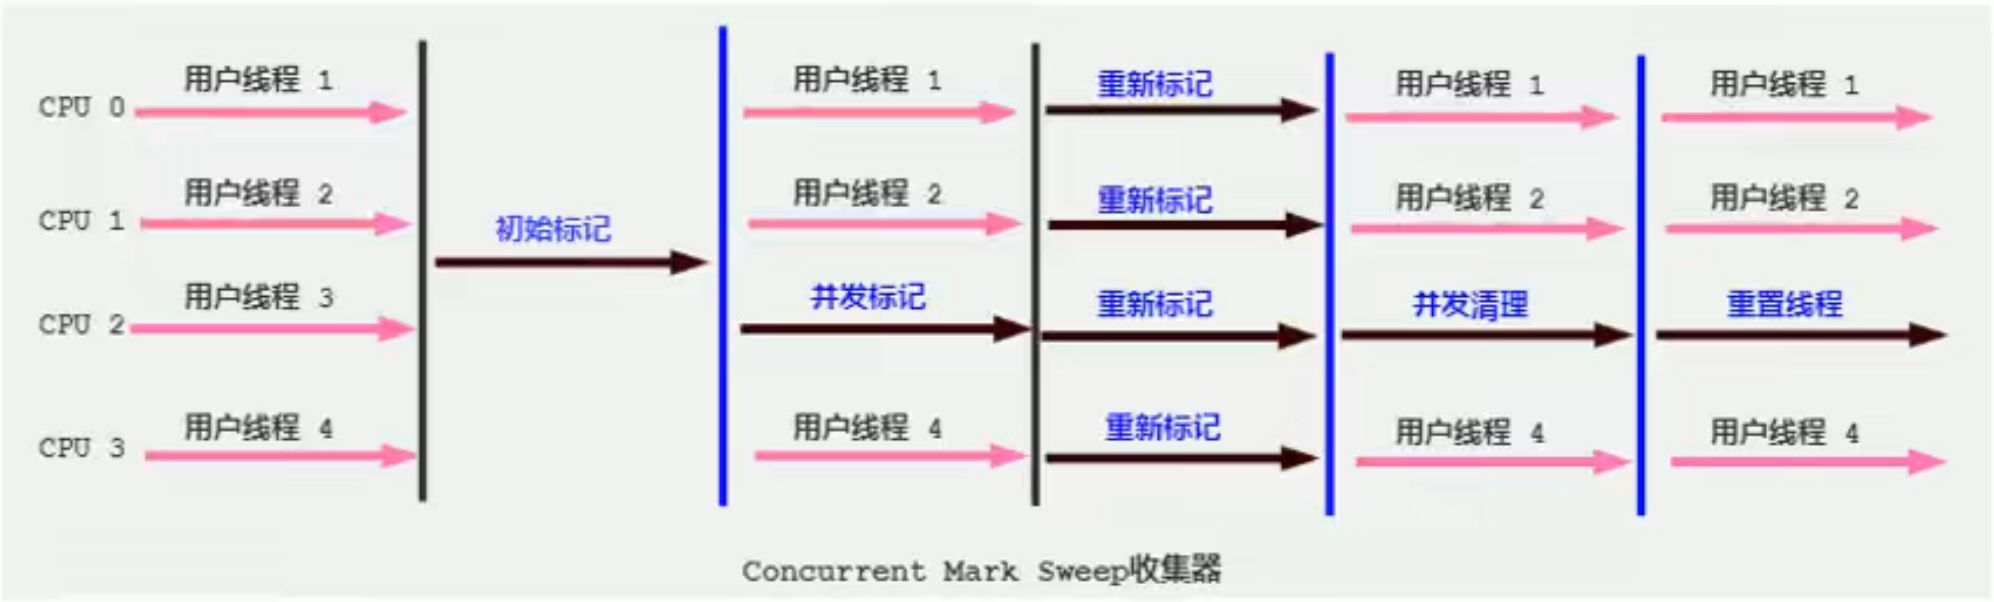 CPU 0
用户线程 1
用户线程 1
重新标记
用户线程 1
用户线程 1
CPU 1
用户线程 2
初始标记
用户线程 2
重新标记
用户线程 2
用户线程 2
CPU 2
用户线程 3
并发标记
重新标记
并发清理
重置线程
CPU 3
用户线程 4
用户线程 4
重新标记
用户线程 4
用户线程 4
Concurrent Mark Sweep收集器